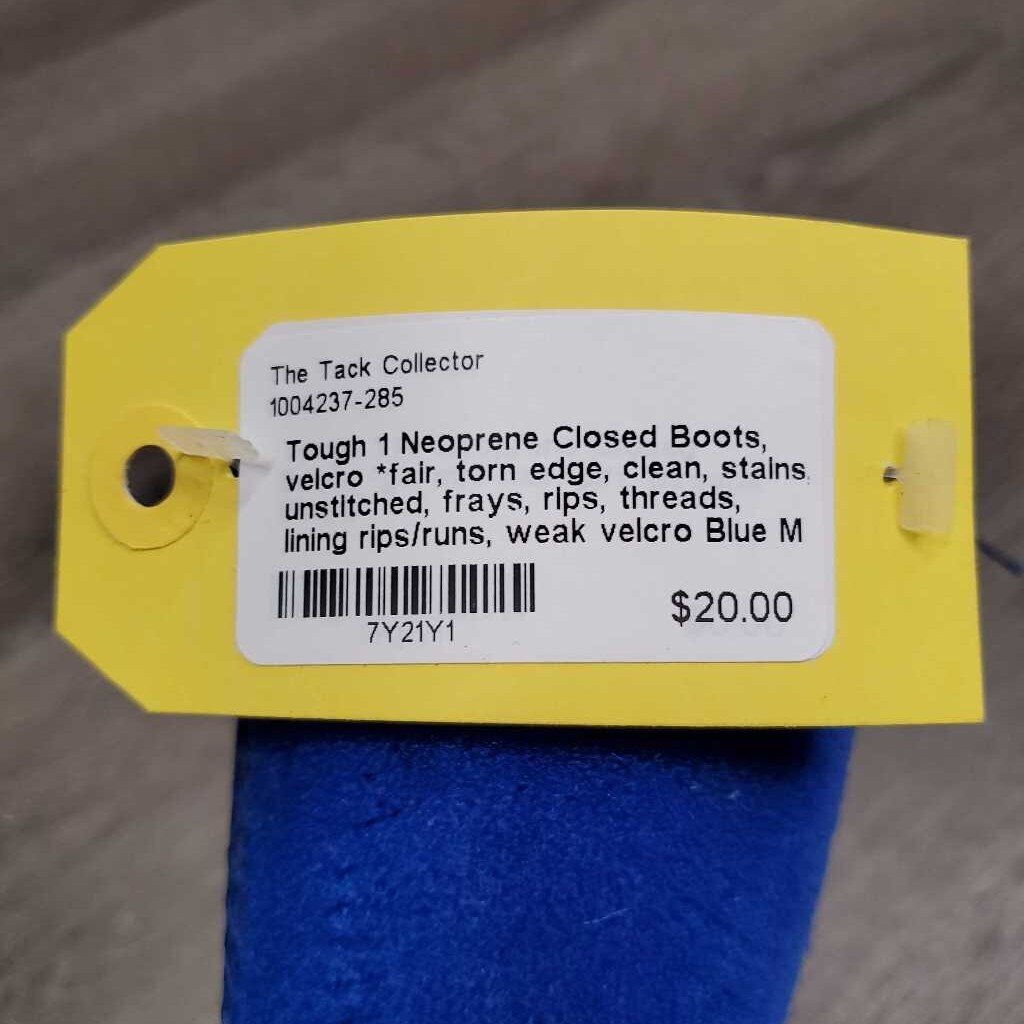 The Tack Collector
1004237-285
Tough 1 Neoprene Closed Boots,
velcro *fair, torn edge, clean, stains,
unstitched, frays, rips, threads,
lining rips/runs, weak velcro Blue M
7Y21Y1
$20.00